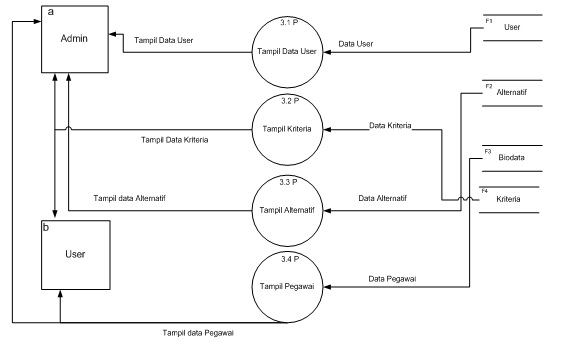 a
Admin
Tampil Data User
3.1 P
Tampil Data User
Data User
F1
User
F2
Alternatif
3.2 P
Tampil Kriteria
Tampil Data Kriteria
Data Kriteria
F3
Biodata
F4
Kriteria
3.3 P
Tampil Alternatif
Tampil data Alternatif
Data Alternatif
b
User
3.4 P
Tampil Pegawai
Data Pegawai
Tampil data Pegawai